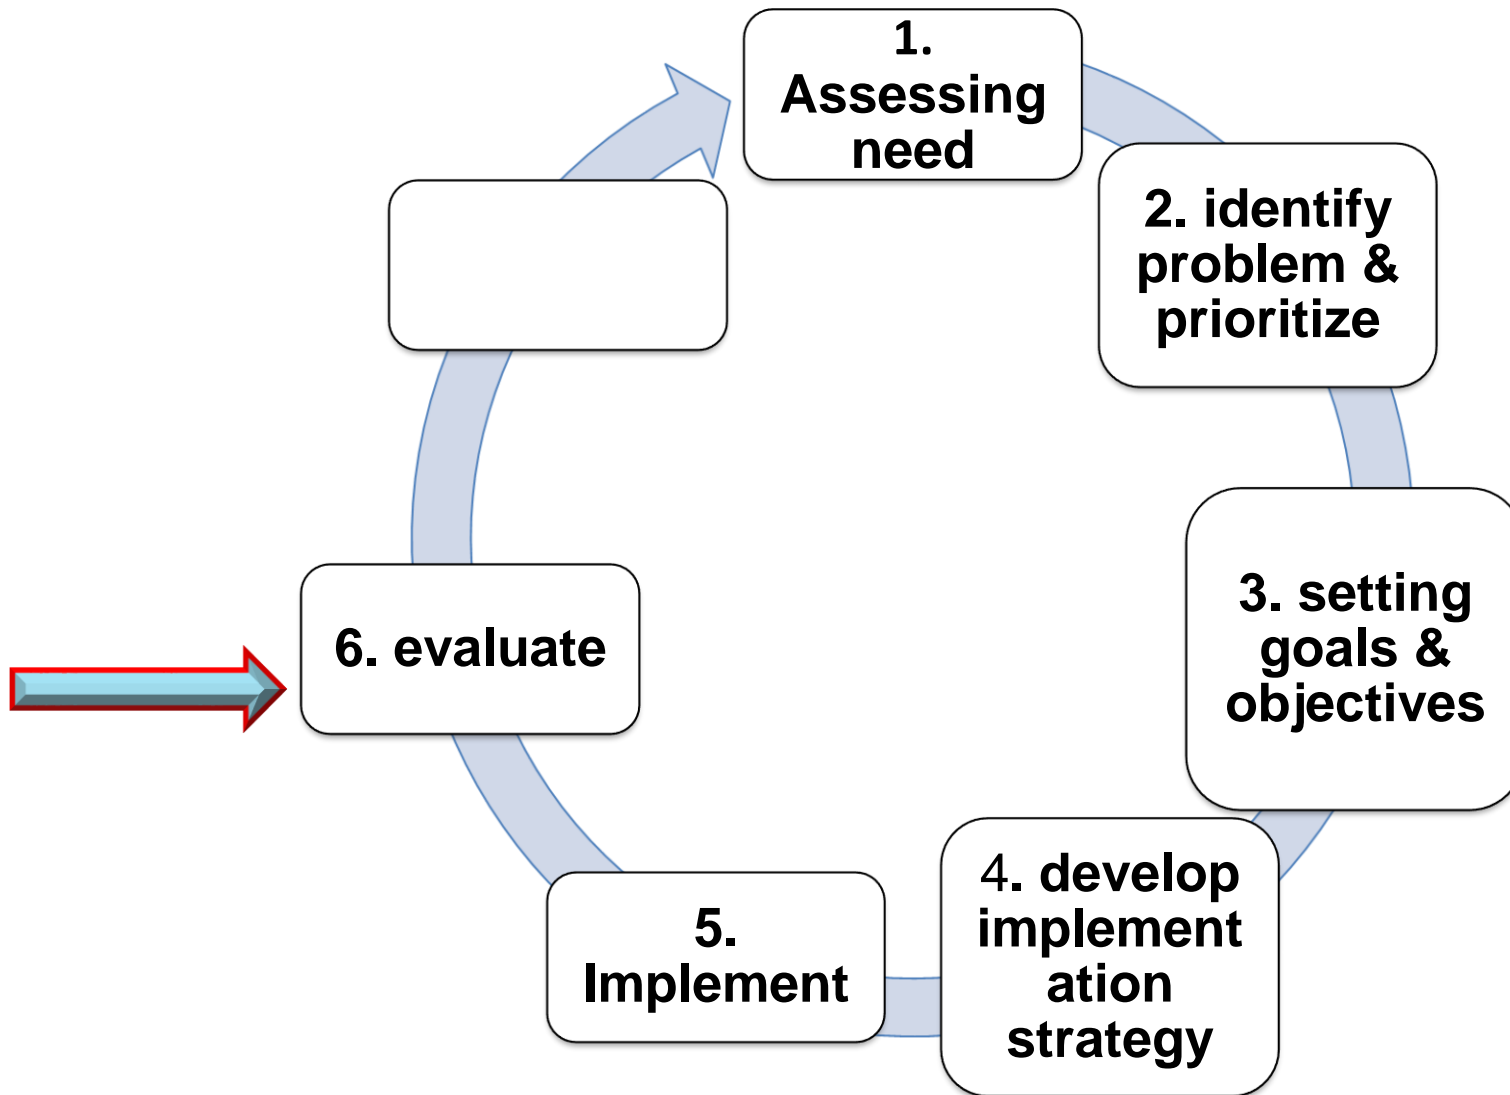 1.
Assessing
need
2. identify
problem &
prioritize
3. setting
goals &
objectives
4. develop
implement
ation
strategy
5.
Implement
6. evaluate